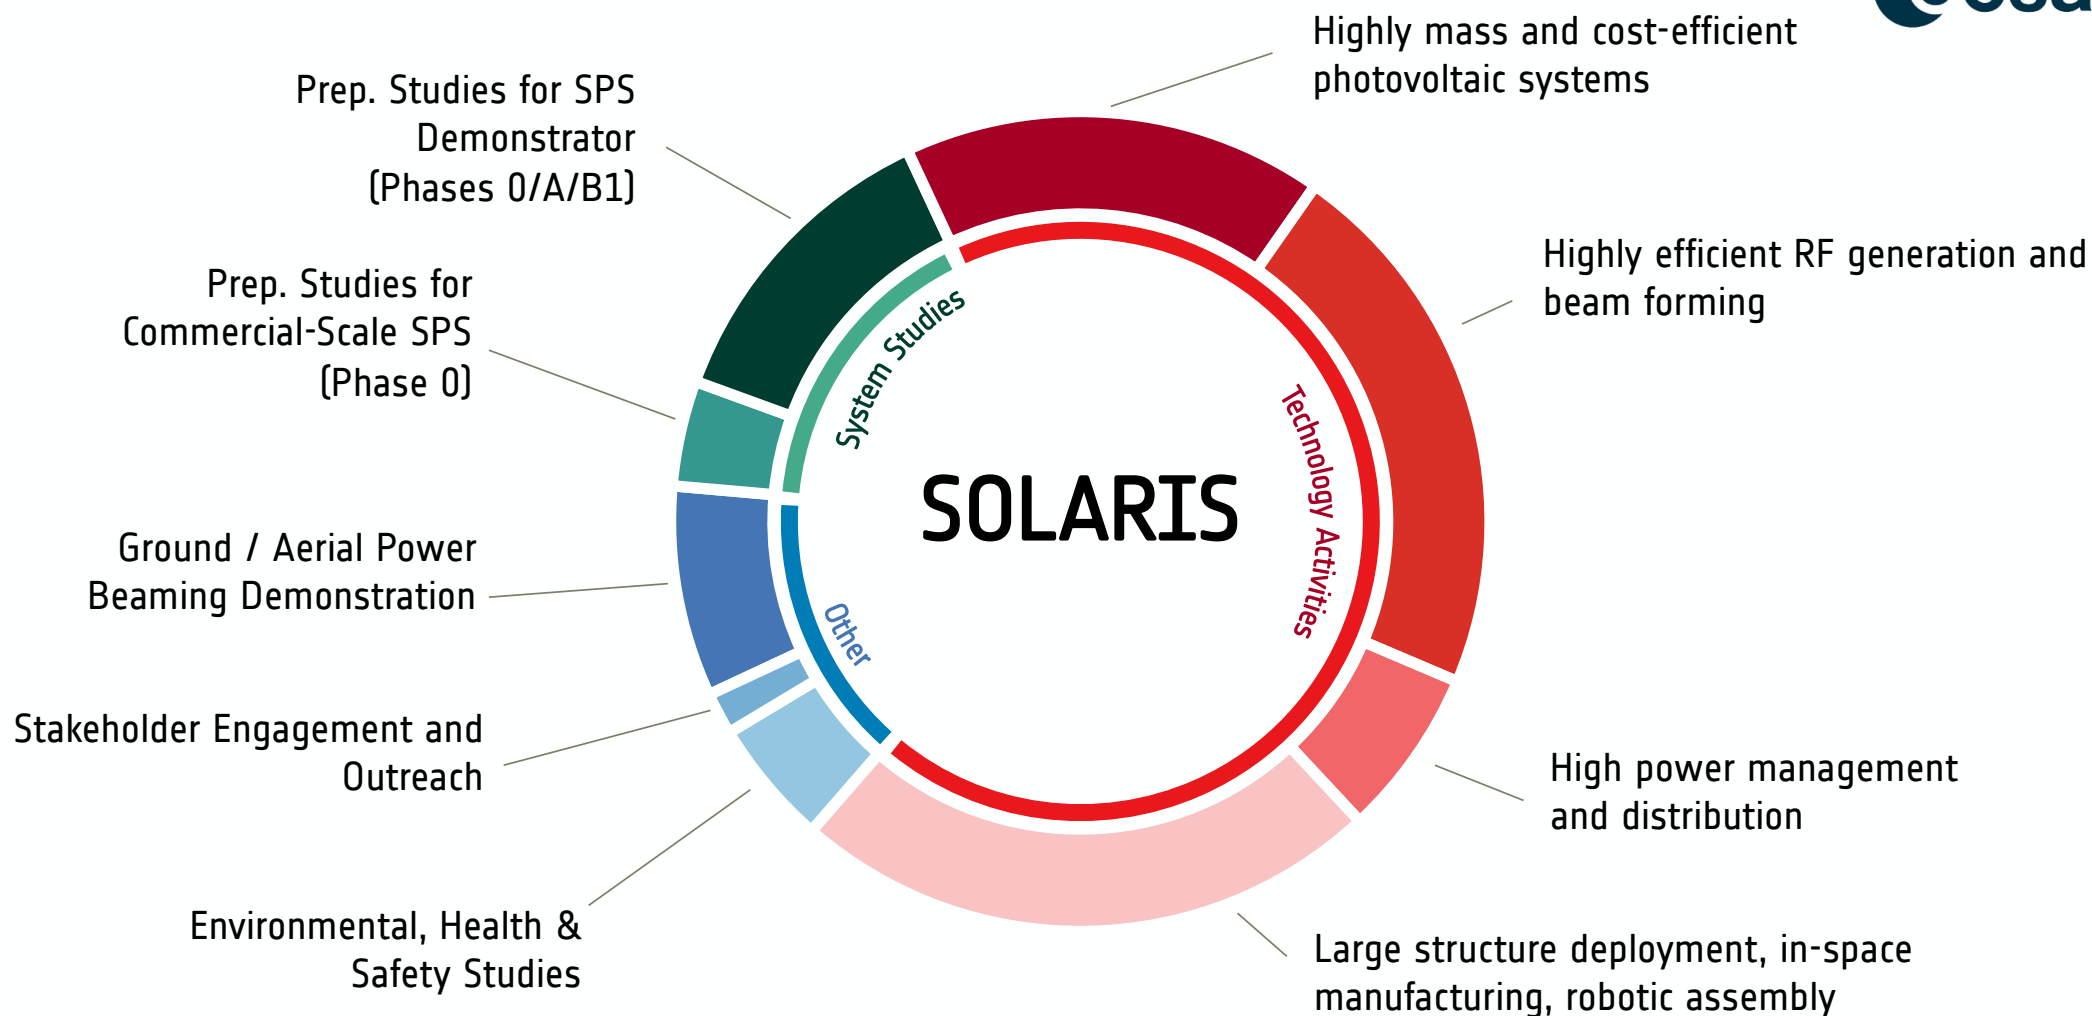 Highly mass and cost-efficient
photovoltaic systems
Prep. Studies for SPS
Demonstrator
(Phases 0/A/B1)
Highly efficient RF generation and
beam forming
Prep. Studies for
Commercial-Scale SPS
(Phase 0)
System Studies
Technology Activities
SOLARIS
Ground / Aerial Power
Beaming Demonstration
Other
Stakeholder Engagement and
Outreach
High power management
and distribution
Environmental, Health &
Safety Studies
Large structure deployment, in-space
manufacturing, robotic assembly